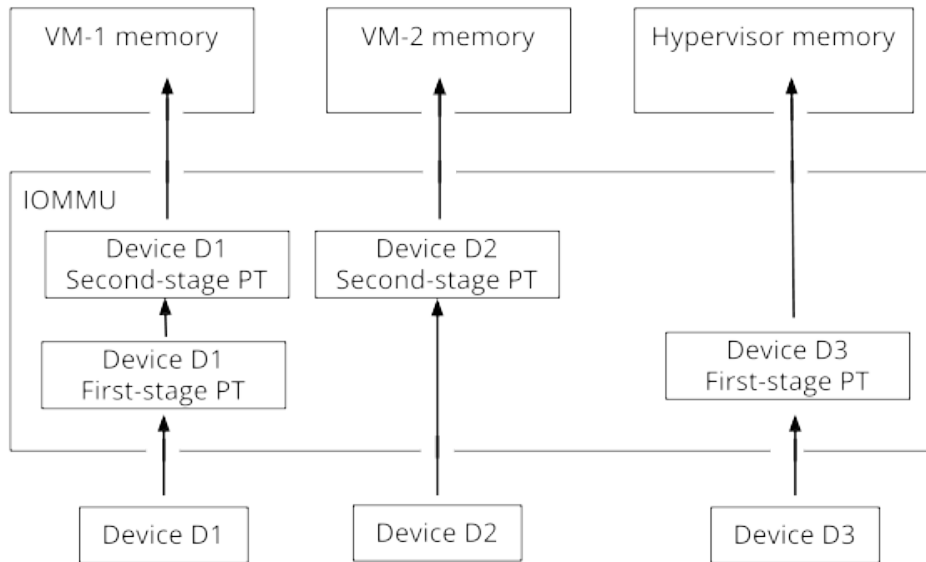 VM-1 memory
VM-2 memory
Hypervisor memory
IOMMU
Device D1
Second-stage PT
Device D2
Second-stage PT
Device D1
First-stage PT
Device D3
First-stage PT
Device D1
Device D2
Device D3